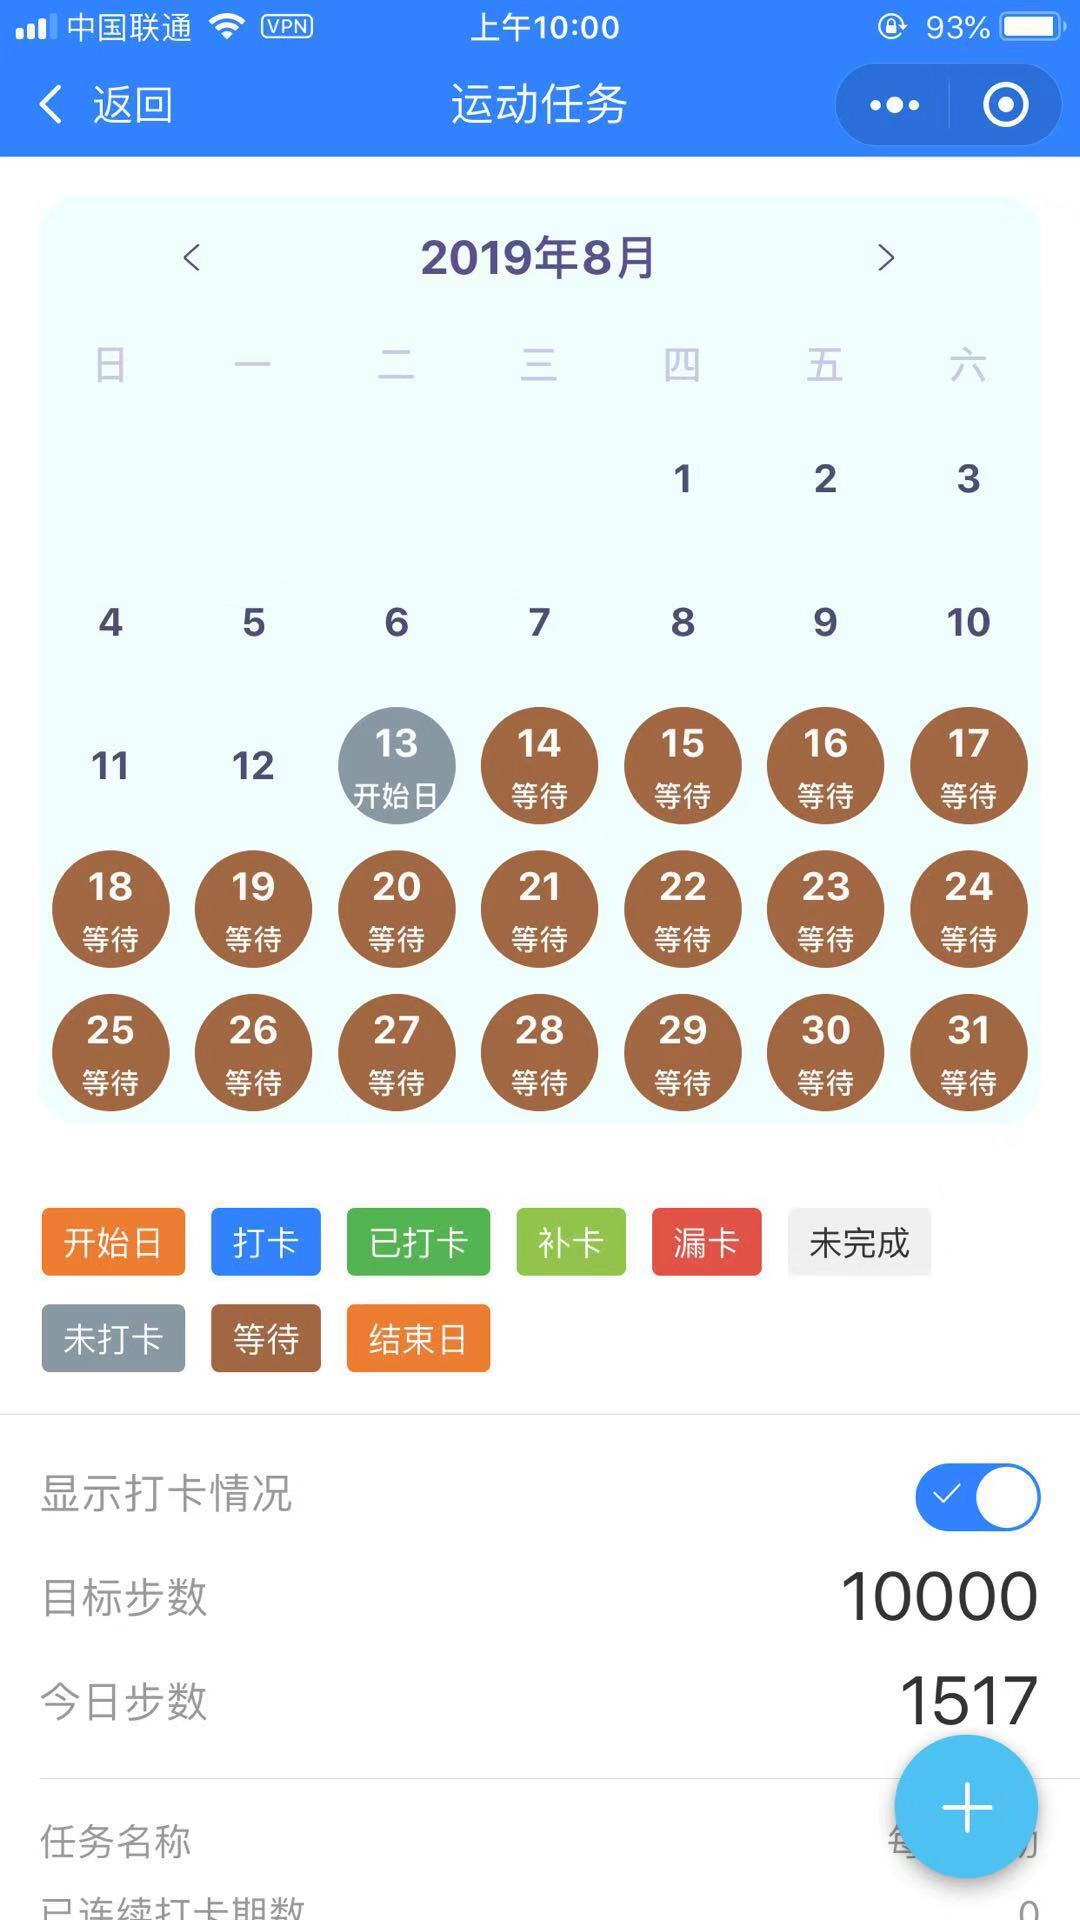 中国联通 VPN 上午10:00 93%
返回 运动任务
2019年8月
日 一 二 三 四 五 六
1 2 3
4 5 6 7 8 9 10
11 12 13 14 15 16 17
开始日 等待 等待 等待 等待
18 19 20 21 22 23 24
等待 等待 等待 等待 等待 等待 等待
25 26 27 28 29 30 31
等待 等待 等待 等待 等待 等待 等待
开始日 打卡 已打卡 补卡 漏卡 未完成
未打卡 等待 结束日
显示打卡情况
目标步数 10000
今日步数 1517
任务名称 每
已连续打卡期数 0